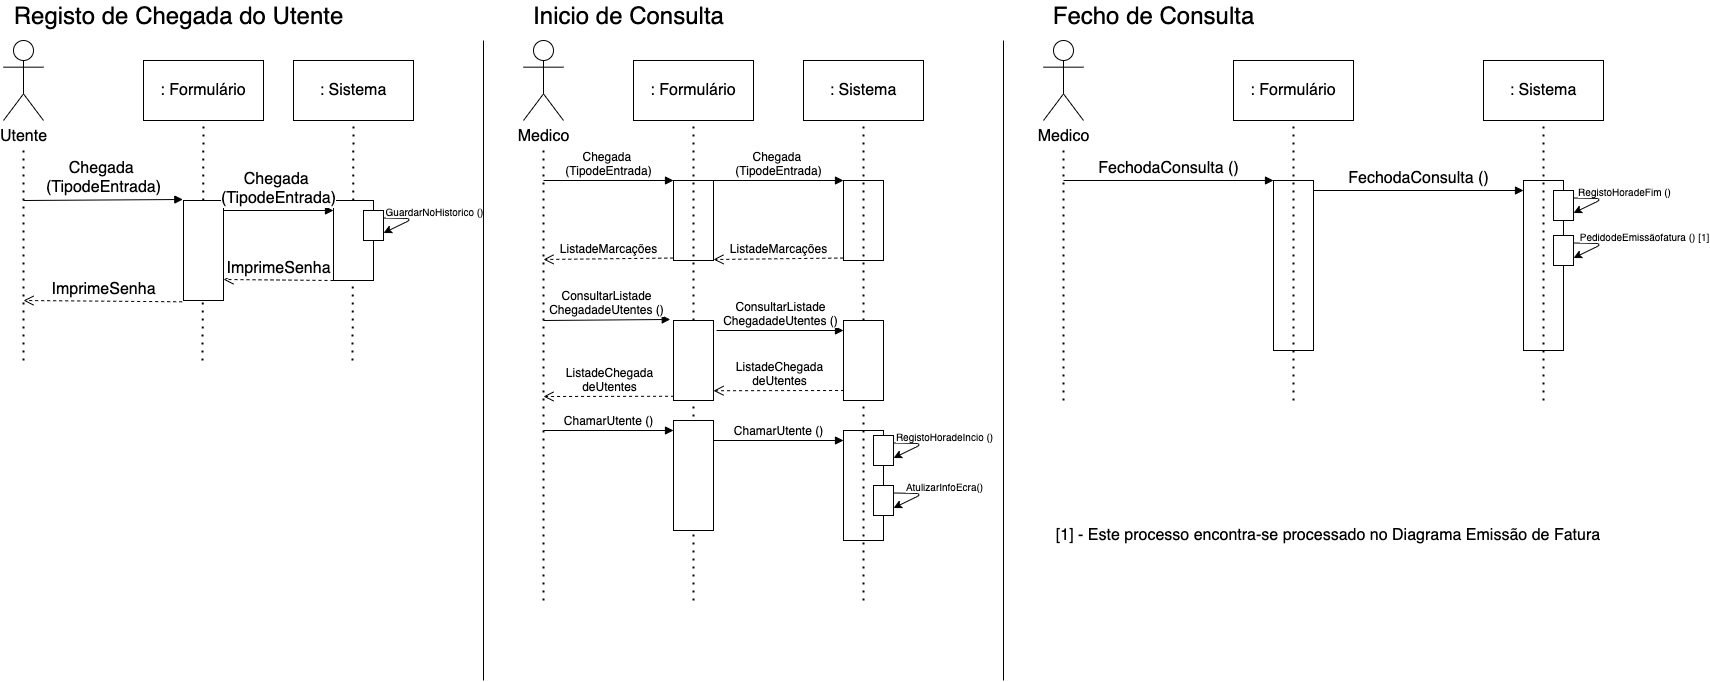 Registo de Chegada do Utente
Utente
: Formulário
: Sistema
Chegada
(TipodeEntrada)
Chegada
(TipodeEntrada)
GuardarNoHistorico ()
ImprimeSenha
ImprimeSenha
Inicio de Consulta
Medico
: Formulário
: Sistema
Chegada
(TipodeEntrada)
Chegada
(TipodeEntrada)
ListadeMarcações
ListadeMarcações
ConsultarListade
ChegadadeUtentes ()
ConsultarListade
ChegadadeUtentes ()
ListadeChegada
deUtentes
ListadeChegada
deUtentes
ChamarUtente ()
ChamarUtente ()
RegistoHoradeIncio ()
AtulizarInfoEcra()
Fecho de Consulta
Medico
: Formulário
: Sistema
FechodaConsulta ()
FechodaConsulta ()
RegistoHoradeFim ()
PedidodeEmissãofatura () [1]
[1] - Este processo encontra-se processado no Diagrama Emissão de Fatura